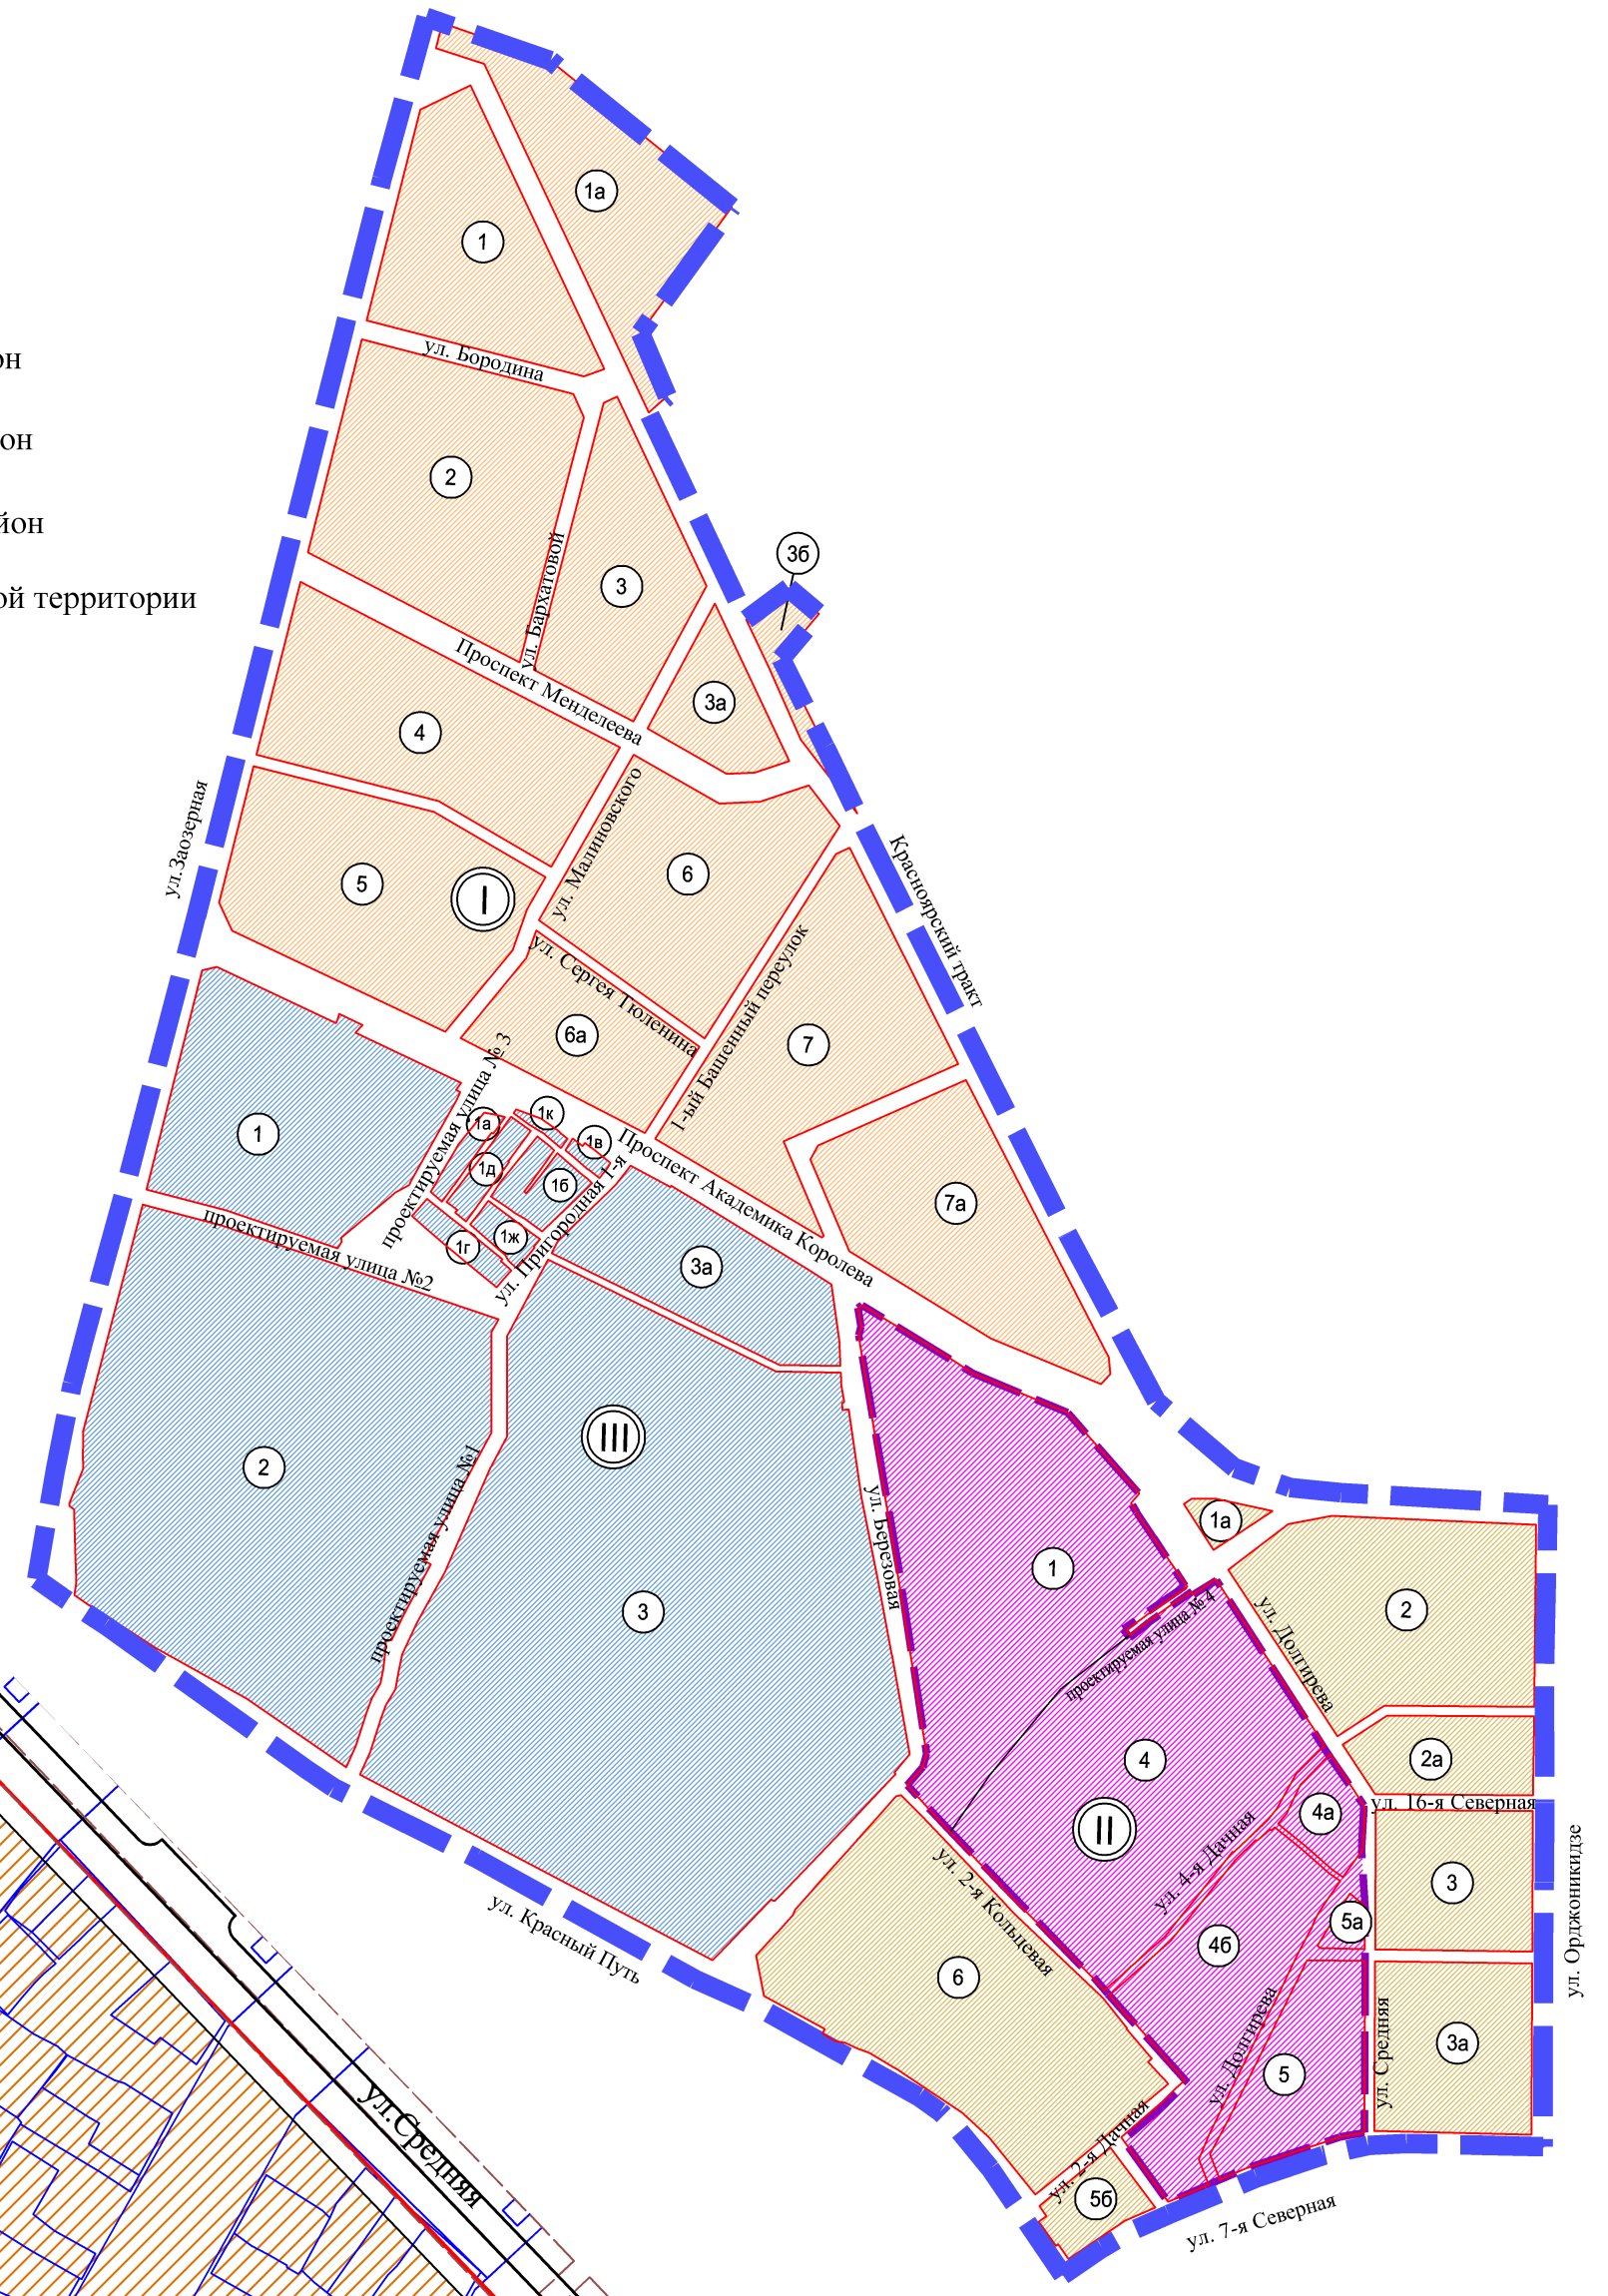 1а
1
он
ул. Бородина
он
2
йон
3б
3
ул. Бархатовой
ой территории
Проспект Менделеева
3а
4
ул.Заозерная
ул. Малиновского
Красноярский тракт
5
I
6
ул. Сергея Тюленина
1-ый Башенный переулок
6а
7
проектируемая улица № 3
1
1а
1к
1в
1д
1б
Проспект Академика Королева
7а
проектируемая улица №2
1г
1ж
ул. Пригородная 1-я
3а
III
2
проектируемая улица №1
ул. Березовая
1а
1
3
2
проектируемая улица № 4
ул. Долгирева
4
2а
ул. 16-я Северная
4а
II
ул. 4-я Дачная
ул. 2-я Кольцевая
3
ул. Орджоникидзе
5а
4б
ул. Красный Путь
6
ул. Долгирева
ул. Средняя
3а
5
ул.Средняя
ул. 2-я Дачная
5б
ул. 7-я Северная